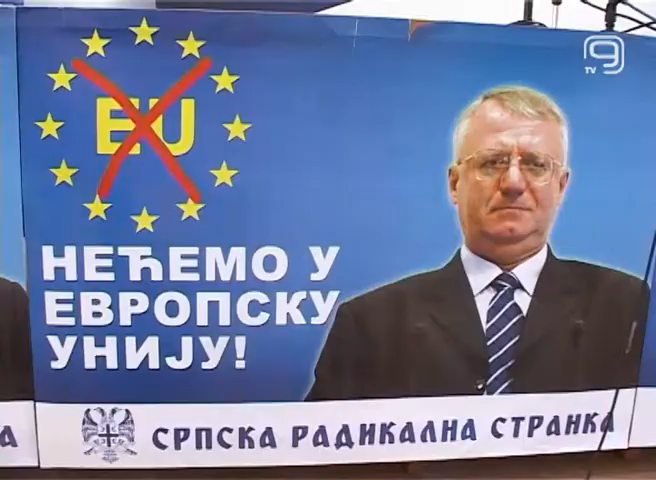 EU
НЕЋЕМО У
ЕВРОПСКУ
УНИЈУ!
СРПСКА РАДИКАЛНА СТРАНКА
9
TV